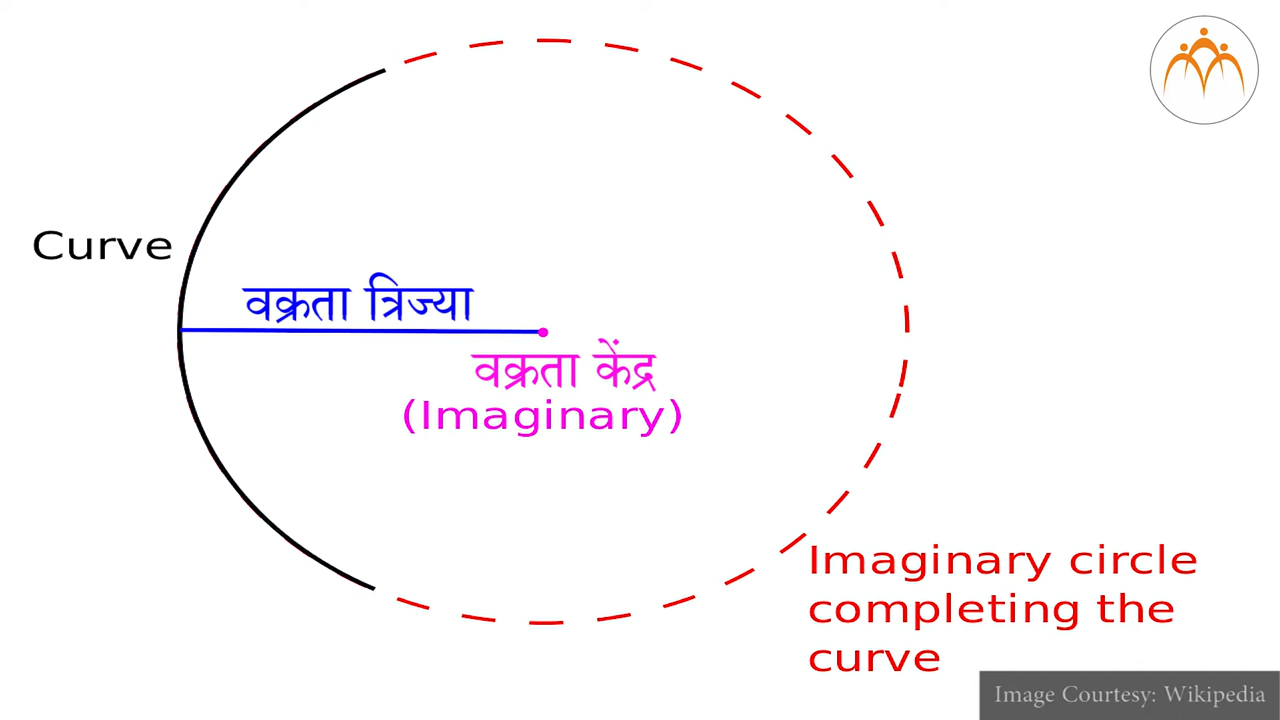 Curve
वक्रता त्रिज्या
वक्रता केंद्र
(Imaginary)
Imaginary circle
completing the
curve
Image Courtesy: Wikipedia